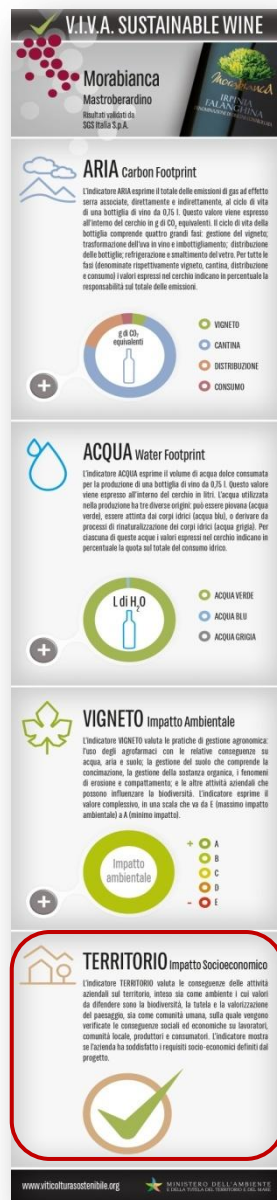 V.I.V.A. SUSTAINABLE WINE
Morabianca
Mastroberardino
Risultati validati da
SGS Italia S.p.A.
Morabianca
IRPINIA
FALANGHINA
ARIA Carbon Footprint
L'indicatore ARIA esprime il totale delle emissioni di gas ad effetto
serra associate, direttamente e indirettamente, al ciclo di vita
di una bottiglia di vino da 0,75 l. Questo valore viene espresso
all'interno del cerchio in g di CO₂ equivalenti. Il ciclo di vita della
bottiglia comprende quattro grandi fasi: gestione del vigneto;
trasformazione dell'uva in vino e imbottigliamento; distribuzione
delle bottiglie; refrigerazione e smaltimento del vetro. Per tutte le
fasi (denominate rispettivamente vigneto, cantina, distribuzione
e consumo) i valori espressi nel cerchio indicano in percentuale la
responsabilità sul totale delle emissioni.
g di CO₂
equivalenti
VIGNETO
CANTINA
DISTRIBUZIONE
CONSUMO
+
ACQUA Water Footprint
L'indicatore ACQUA esprime il volume di acqua dolce consumata
per la produzione di una bottiglia di vino da 0,75 l. Questo valore
viene espresso all'interno del cerchio in litri. L'acqua utilizzata
nella produzione ha tre diverse origini: può essere piovana (acqua
verde), essere attinta dai corpi idrici (acqua blu), o derivare da
processi di rinaturalizzazione dei corpi idrici (acqua grigia). Per
ciascuna di queste acque i valori espressi nel cerchio indicano in
percentuale la quota sul totale del consumo idrico.
L di H₂O
ACQUA VERDE
ACQUA BLU
ACQUA GRIGIA
+
VIGNETO Impatto Ambientale
L'indicatore VIGNETO valuta le pratiche di gestione agronomica:
l'uso degli agrofarmaci con le relative conseguenze su
acqua, aria e suolo; la gestione del suolo che comprende la
concimazione, la gestione della sostanza organica, i fenomeni
di erosione e compattamento; e le altre attività aziendali che
possono influenzare la biodiversità. L'indicatore esprime il
valore complessivo, in una scala che va da E (massimo impatto
ambientale) a A (minimo impatto).
Impatto
ambientale
+ A
B
C
D
- E
+
TERRITORIO Impatto Socioeconomico
L'indicatore TERRITORIO valuta le conseguenze delle attività
aziendali sul territorio, inteso sia come ambiente i cui valori
da difendere sono la biodiversità, la tutela e la valorizzazione
del paesaggio, sia come comunità umana, sulla quale vengono
verificate le conseguenze sociali ed economiche su lavoratori,
comunità locale, produttori e consumatori. L'indicatore mostra
se l'azienda ha soddisfatto i requisiti socio-economici definiti dal
progetto.
www.viticolturasostenibile.org
MINISTERO DELL'AMBIENTE
E DELLA TUTELA DEL TERRITORIO E DEL MARE